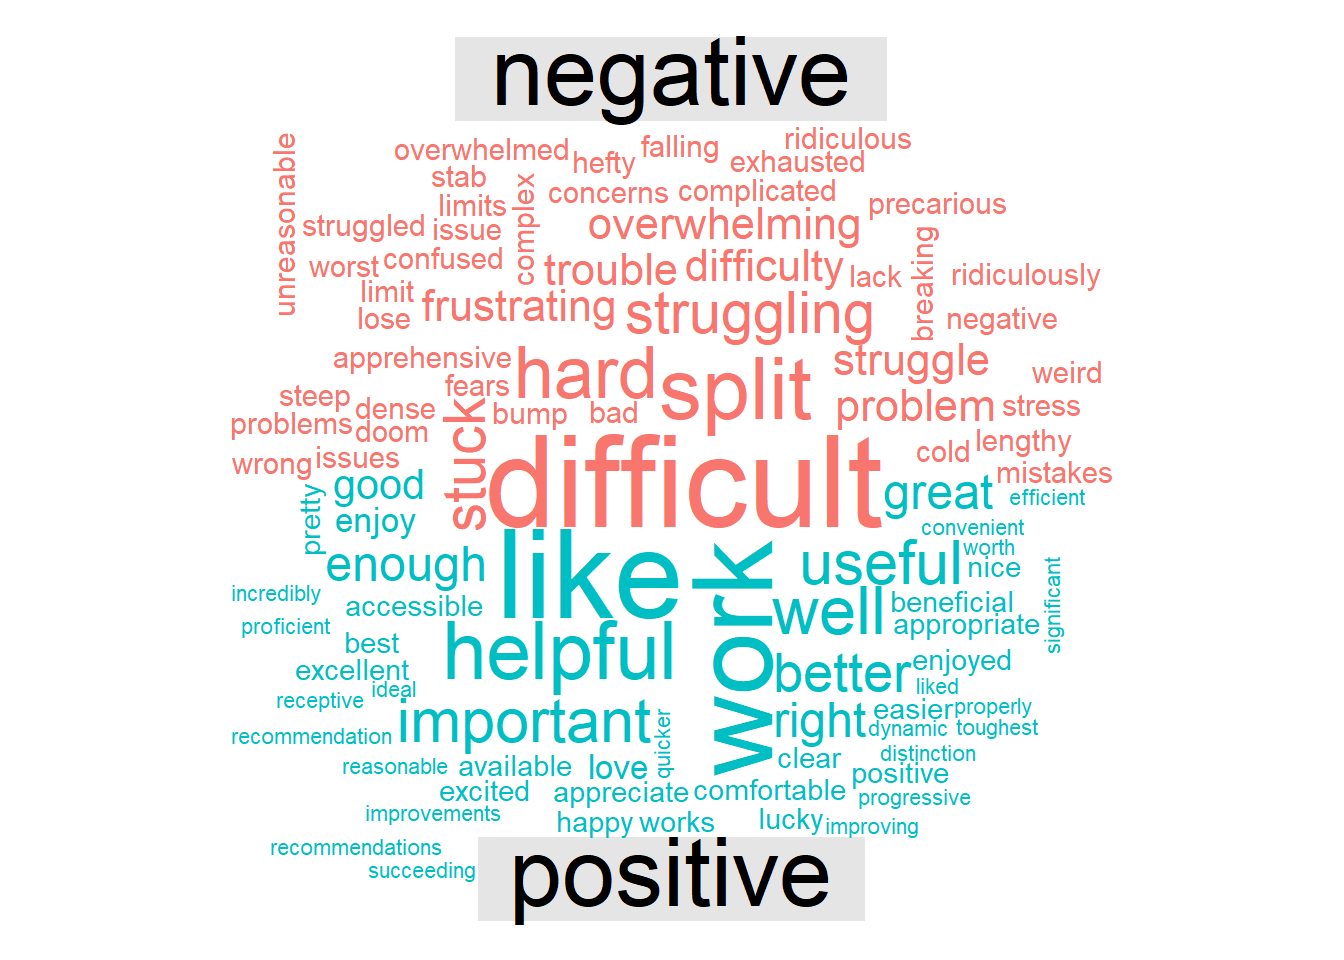 negative
unreasonable
overwhelmed
hefty
falling
ridiculous
exhausted
stab
limits
complex
concerns
complicated
precarious
struggled
issue
overwhelming
worst
confused
trouble
difficulty
lack
breaking
ridiculously
limit
lose
frustrating
struggling
negative
apprehensive
fears
hard
split
struggle
weird
steep
dense
problems
doom
stuck
bump
bad
problem
stress
wrong
issues
cold
lengthy
mistakes
difficult
pretty
good
enjoy
great
efficient
convenient
enough
like
work
useful
worth
nice
significant
incredibly
accessible
well
beneficial
proficient
appropriate
best
helpful
excellent
better
enjoyed
receptive
ideal
liked
recommendation
important
quicker
right
easier
properly
dynamic
toughest
reasonable
available
love
clear
distinction
positive
excited
appreciate
comfortable
progressive
improvements
happy
works
lucky
improving
recommendations
succeeding
positive